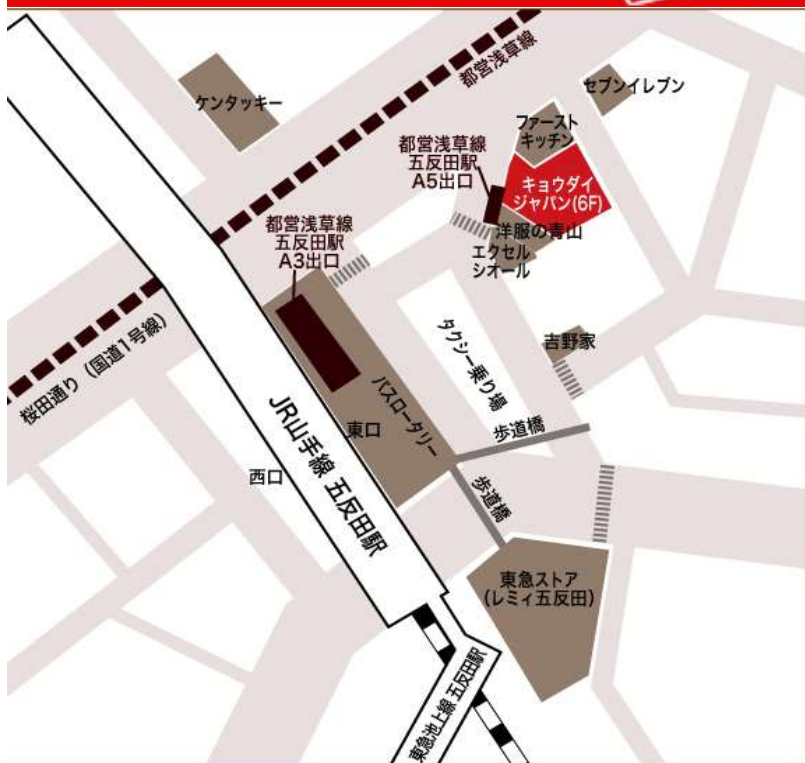 都営浅草線
セブンイレブン
ケンタッキー
ファースト
キッチン
都営浅草線
五反田駅
A5出口
キョウダイ
ジャパン(6F)
都営浅草線
五反田駅
A3出口
洋服の青山
エクセル
シオール
桜田通り（国道1号線）
タクシー乗り場
吉野家
バスロータリー
JR山手線 五反田駅
東口
歩道橋
西口
歩道橋
東急ストア
(レミィ五反田)
東急池上線 五反田駅